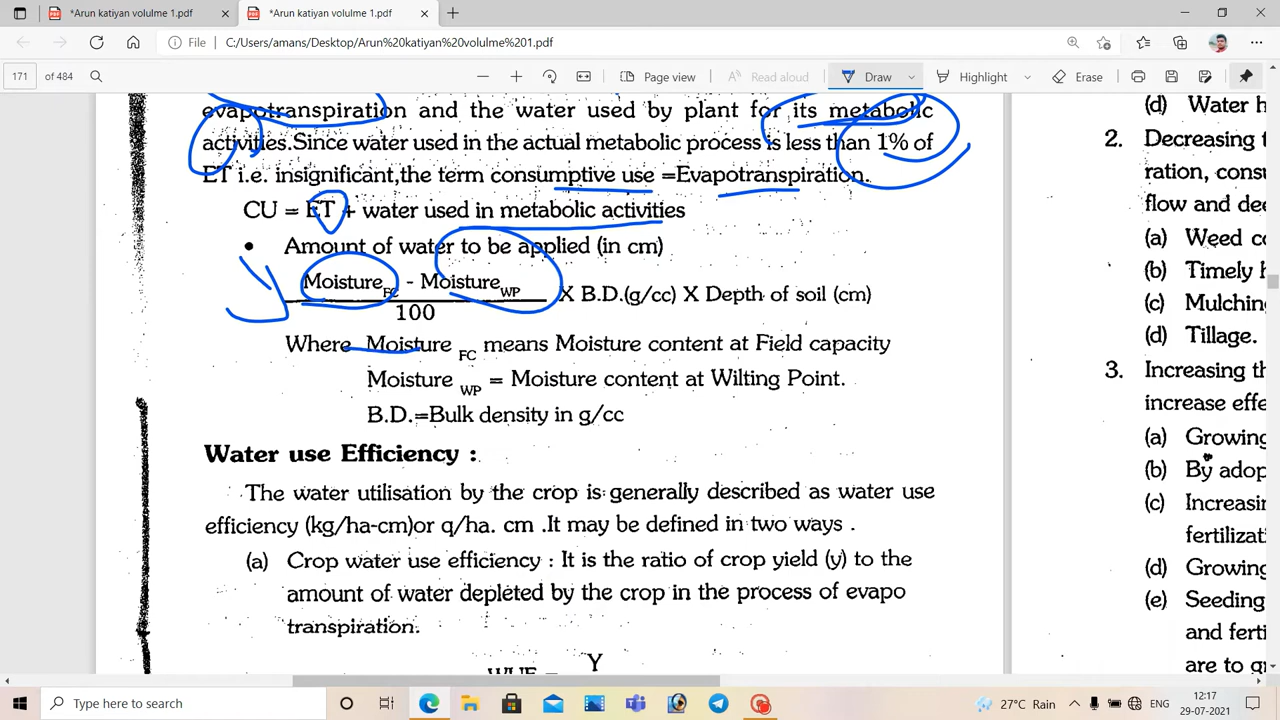 *Arun katiyan volulme 1.pdf
*Arun katiyan volulme 1.pdf
File C:/Users/amans/Desktop/Arun%20katiyan%20volulme%201.pdf
171 of 484 Page view Read aloud Draw Highlight Erase
evapotranspiration and the water used by plant for its metabolic
activities.Since water used in the actual metabolic process is less than 1% of
ET i.e. insignificant,the term consumptive use =Evapotranspiration.
CU = ET + water used in metabolic activities
• Amount of water to be applied (in cm)
Moisture FC - Moisture WP
100
X B.D.(g/cc) X Depth of soil (cm)
Where Moisture FC means Moisture content at Field capacity
Moisture WP = Moisture content at Wilting Point.
B.D.=Bulk density in g/cc
Water use Efficiency :
The water utilisation by the crop is generally described as water use
efficiency (kg/ha-cm)or q/ha. cm .It may be defined in two ways .
(a) Crop water use efficiency : It is the ratio of crop yield (y) to the
amount of water depleted by the crop in the process of evapo
transpiration.
WUE = Y
(d) Water h
2. Decreasing t
ration, consu
flow and dee
(a) Weed co
(b) Timely h
(c) Mulchin
(d) Tillage.
3. Increasing th
increase effe
(a) Growing
(b) By adop
(c) Increasin
fertilizati
(d) Growing
(e) Seeding
and ferti
are to g
Type here to search
27°C Rain ENG 12:17
29-07-2021